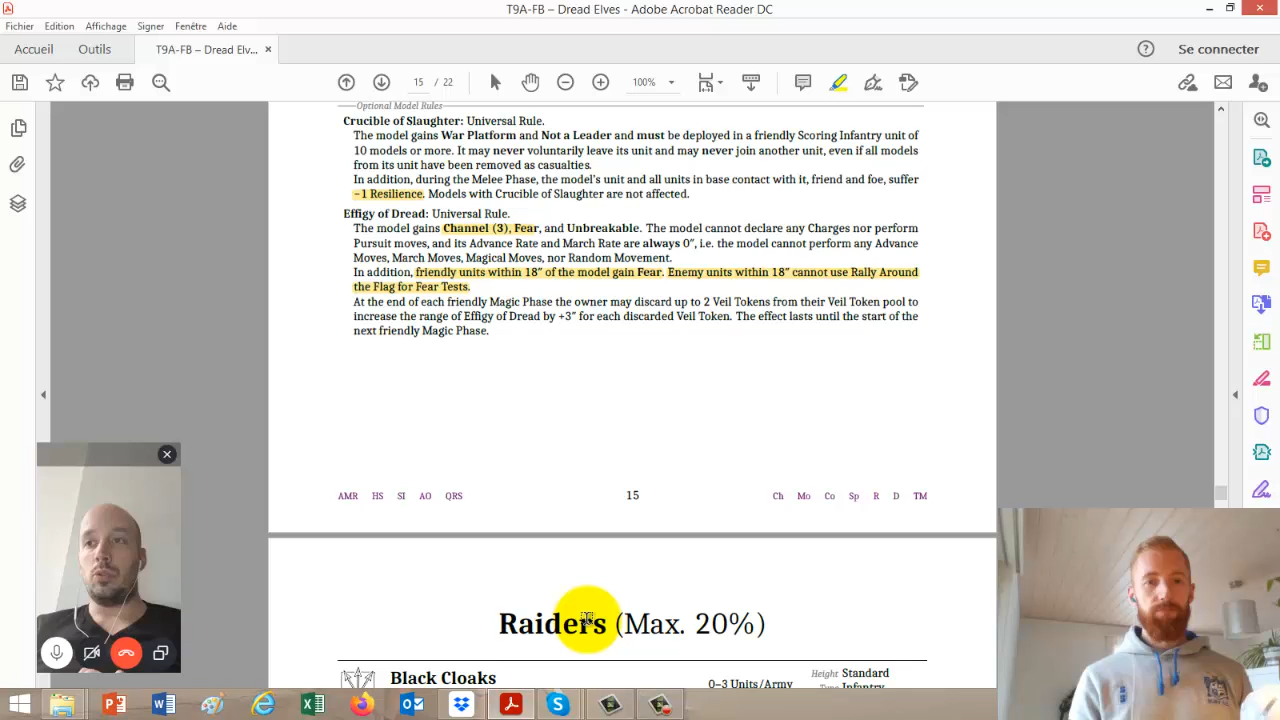 T9A-FB – Dread Elves - Adobe Acrobat Reader DC
Fichier Edition Affichage Signer Fenêtre Aide
Accueil Outils T9A-FB – Dread Elv... × Se connecter
15 / 22 100%
Optional Model Rules
Crucible of Slaughter: Universal Rule.
The model gains War Platform and Not a Leader and must be deployed in a friendly Scoring Infantry unit of
10 models or more. It may never voluntarily leave its unit and may never join another unit, even if all models
from its unit have been removed as casualties.
In addition, during the Melee Phase, the model's unit and all units in base contact with it, friend and foe, suffer
−1 Resilience. Models with Crucible of Slaughter are not affected.
Effigy of Dread: Universal Rule.
The model gains Channel (3), Fear, and Unbreakable. The model cannot declare any Charges nor perform
Pursuit moves, and its Advance Rate and March Rate are always 0″, i.e. the model cannot perform any Advance
Moves, March Moves, Magical Moves, nor Random Movement.
In addition, friendly units within 18″ of the model gain Fear. Enemy units within 18″ cannot use Rally Around
the Flag for Fear Tests.
At the end of each friendly Magic Phase the owner may discard up to 2 Veil Tokens from their Veil Token pool to
increase the range of Effigy of Dread by +3″ for each discarded Veil Token. The effect lasts until the start of the
next friendly Magic Phase.
AMR HS SI AO QRS 15 Ch Mo Co Sp R D TM
Raiders (Max. 20%)
Black Cloaks 0–3 Units/Army Height Standard
Type Infantry